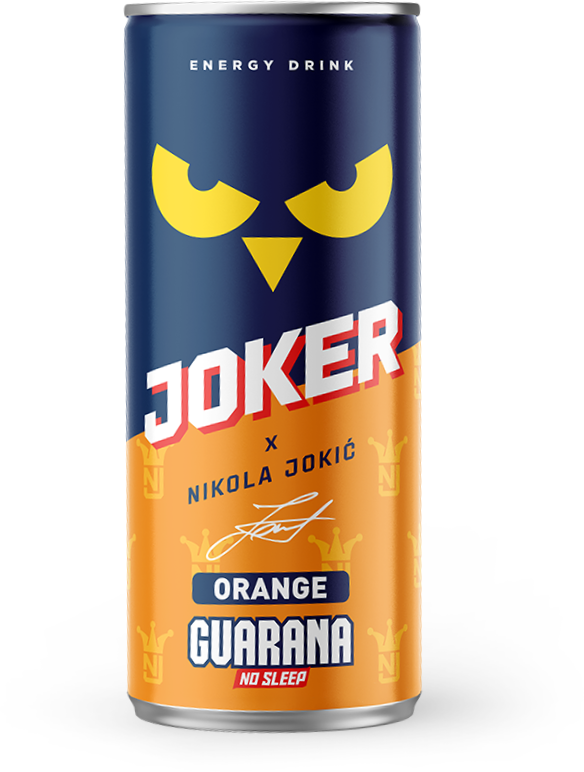 ENERGY DRINK
JOKER
X
NIKOLA JOKIĆ
ORANGE
GUARANA
NO SLEEP